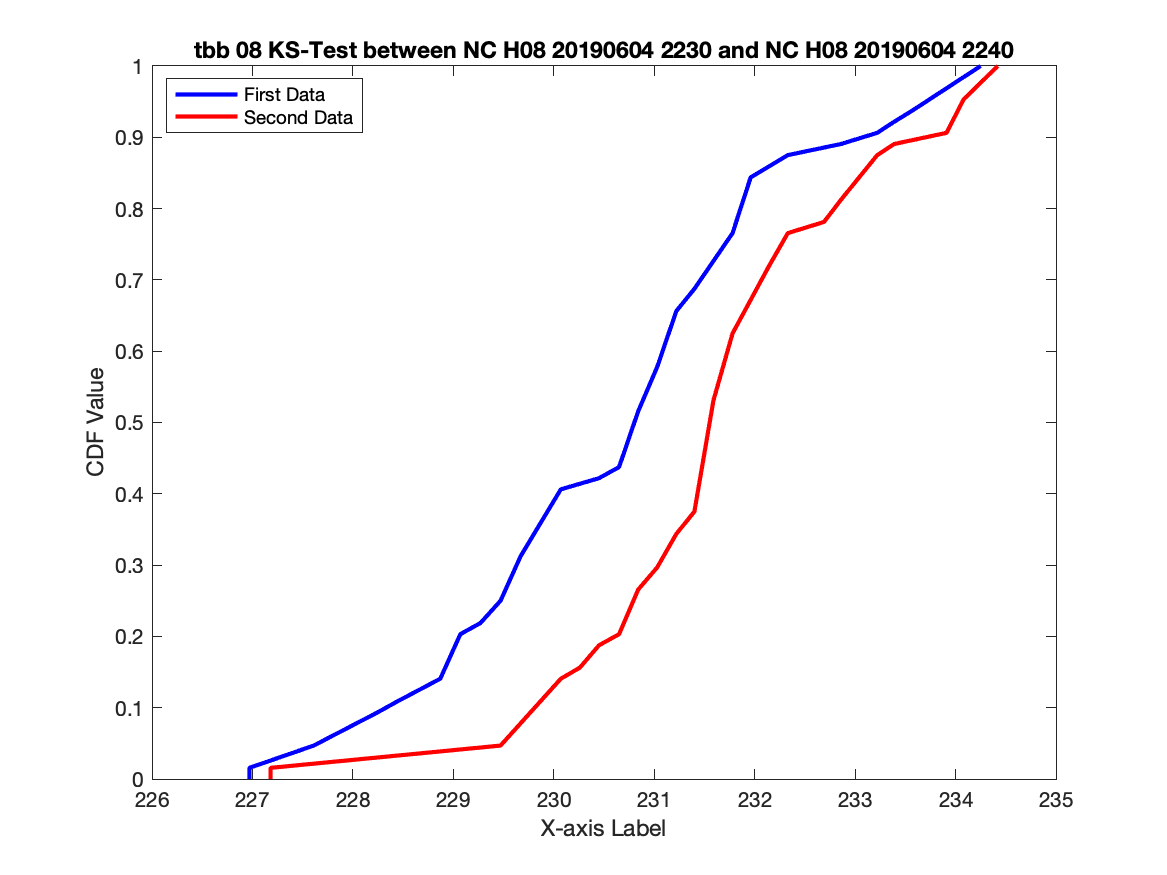 tbb 08 KS-Test between NC H08 20190604 2230 and NC H08 20190604 2240
First Data
Second Data
1
0.9
0.8
0.7
0.6
0.5
0.4
0.3
0.2
0.1
0
CDF Value
226 227 228 229 230 231 232 233 234 235
X-axis Label